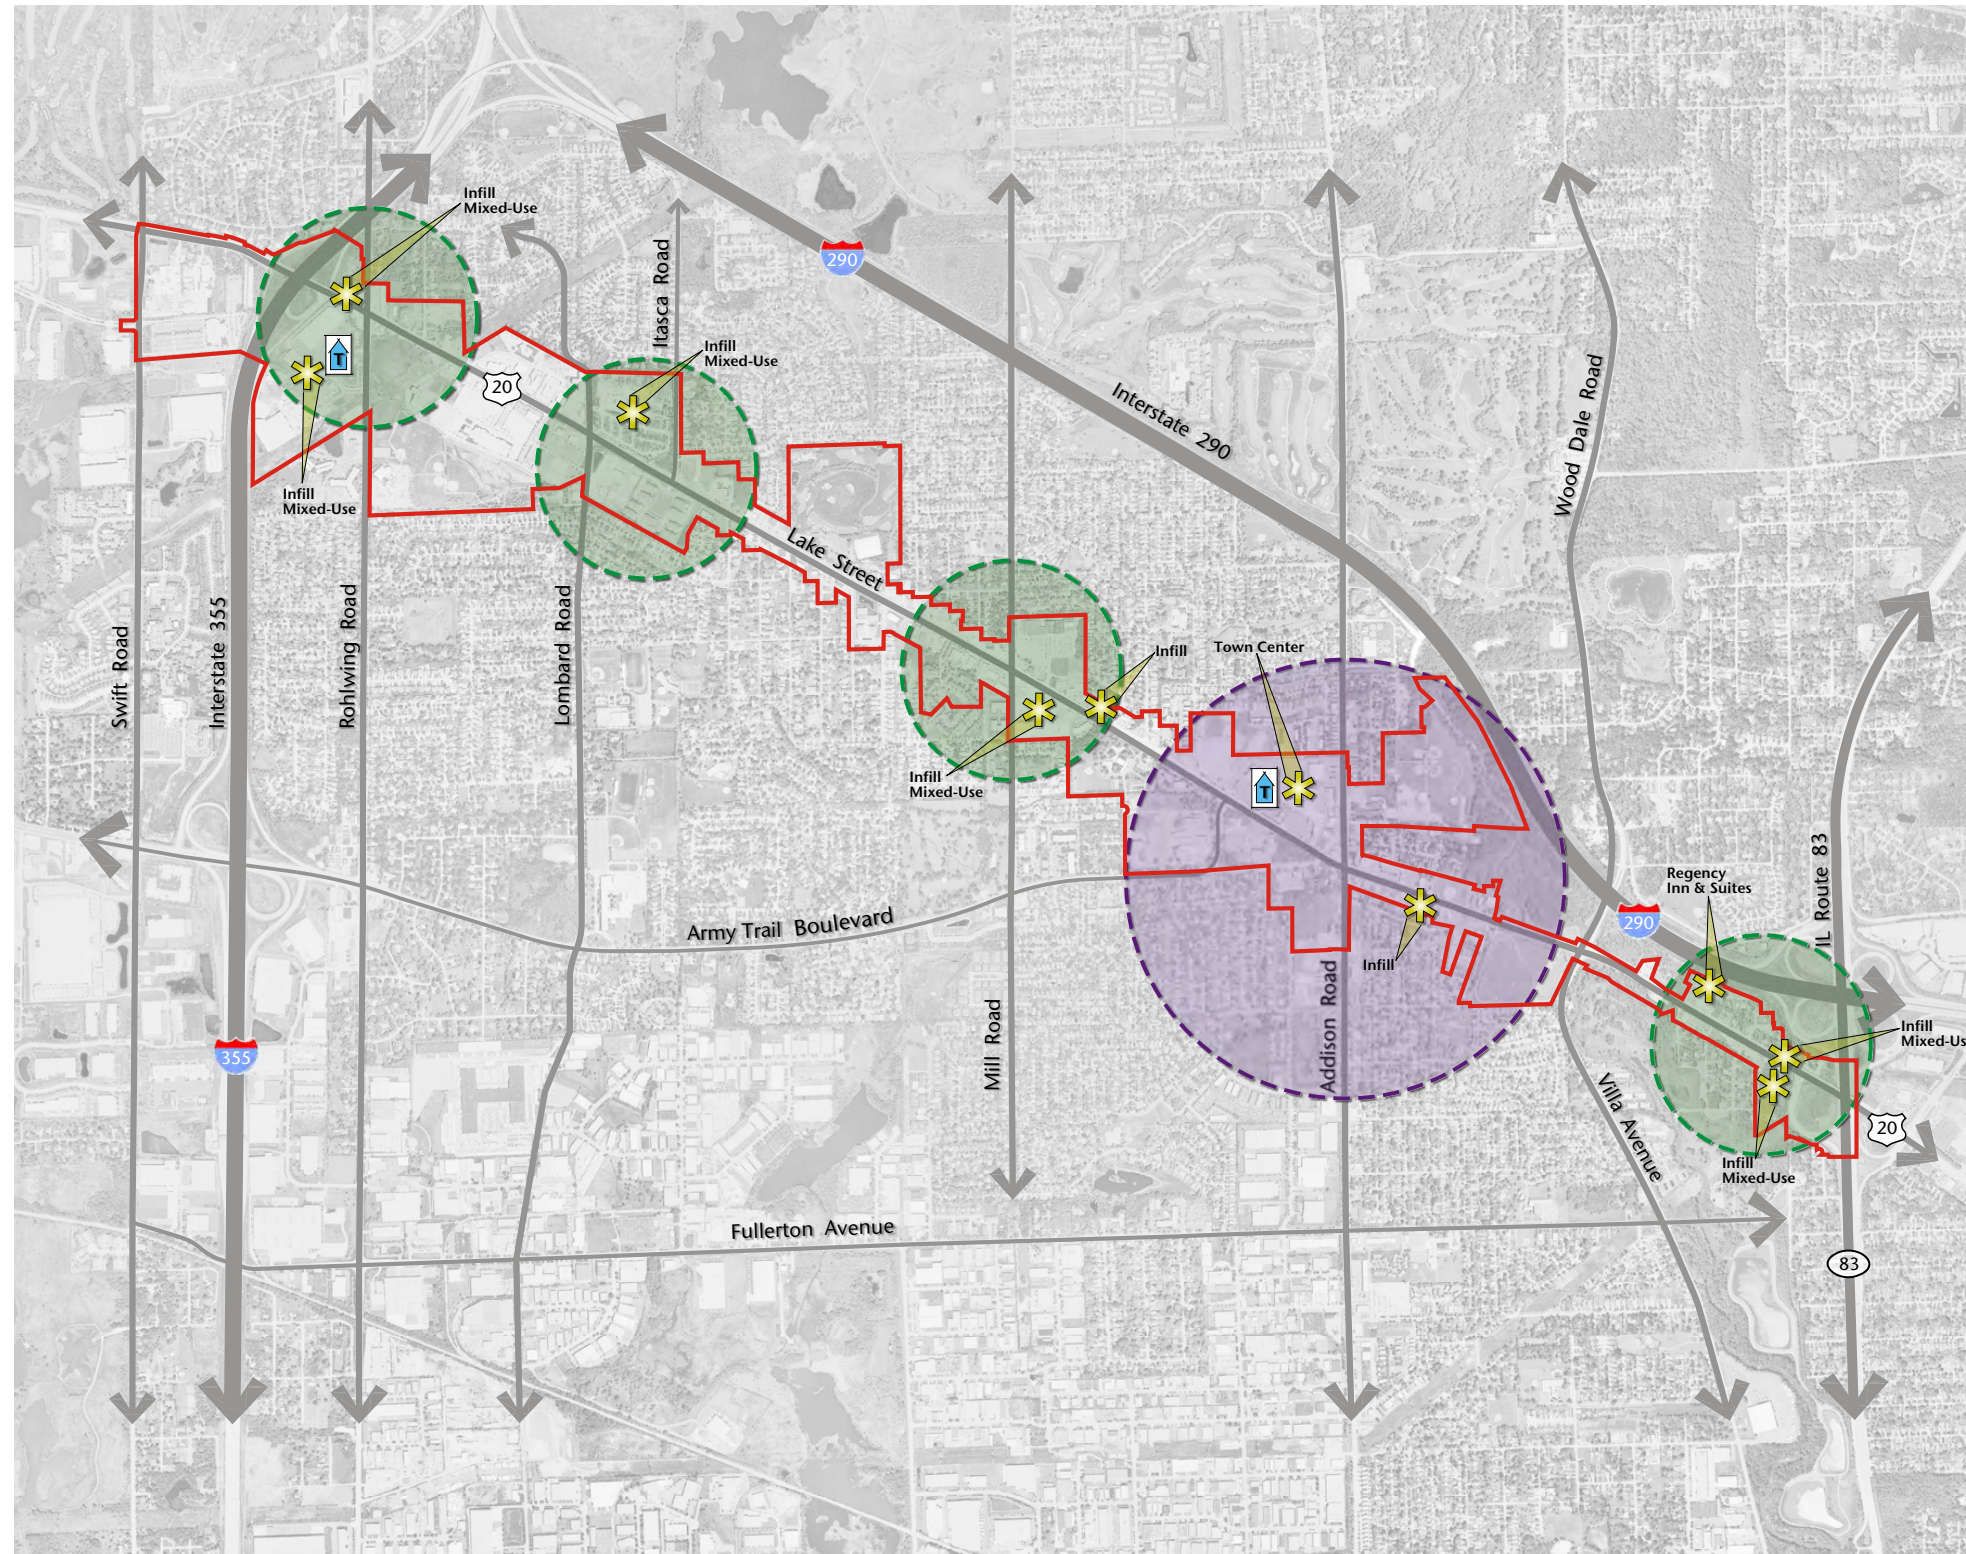 Infill
Mixed-Use
Itasca Road
290
Infill
Mixed-Use
20
Interstate 290
Wood Dale Road
Infill
Mixed-Use
Lake Street
Swift Road
Interstate 355
Rohlwing Road
Lombard Road
T
Infill
Town Center
Infill
Mixed-Use
T
IL Route 83
Regency
Inn & Suites
290
Army Trail Boulevard
Infill
Addison Road
Mill Road
355
Infill
Mixed-Us
Villa Avenue
20
Infill
Mixed-Use
Fullerton Avenue
83